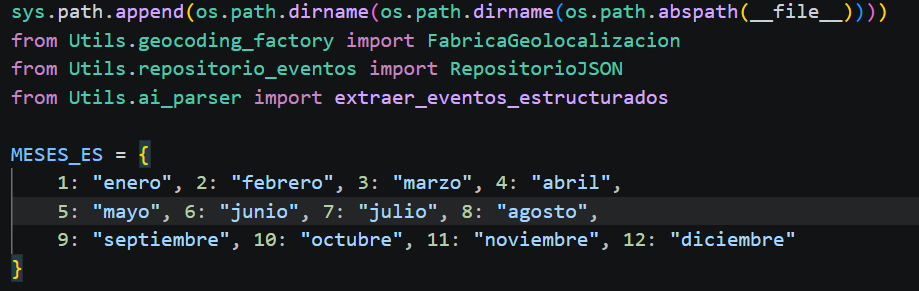 sys.path.append(os.path.dirname(os.path.dirname(os.path.abspath(__file__))))
from Utils.geocoding_factory import FabricaGeolocalizacion
from Utils.repositorio_eventos import RepositorioJSON
from Utils.ai_parser import extraer_eventos_estructurados
MESES_ES = {
1: "enero", 2: "febrero", 3: "marzo", 4: "abril",
5: "mayo", 6: "junio", 7: "julio", 8: "agosto",
9: "septiembre", 10: "octubre", 11: "noviembre", 12: "diciembre"
}